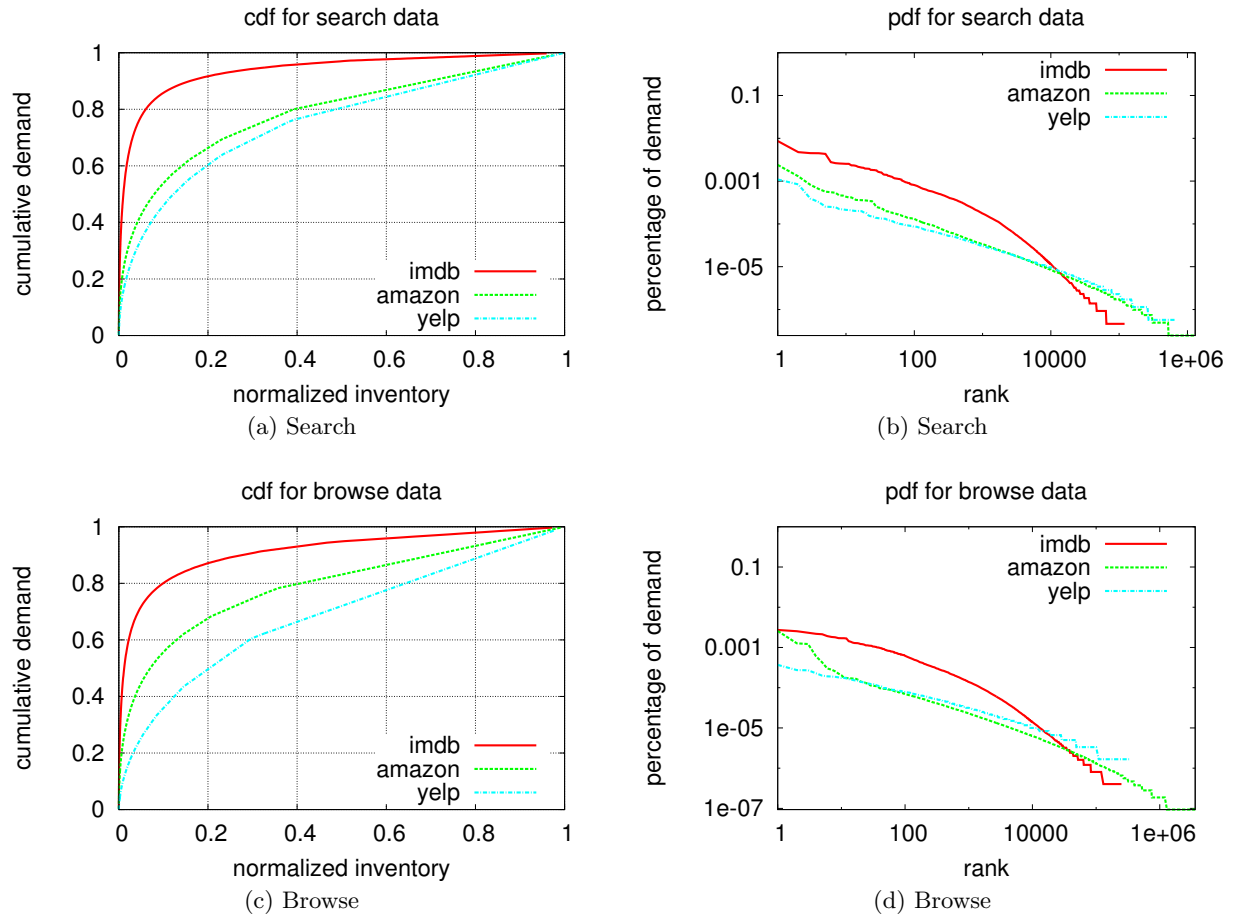 cdf for search data
cumulative demand
1
0.8
0.6
0.4
0.2
0
0 0.2 0.4 0.6 0.8 1
imdb
amazon
yelp
normalized inventory
(a) Search
pdf for search data
percentage of demand
0.1
0.001
1e-05
1 100 10000 1e+06
imdb
amazon
yelp
rank
(b) Search
cdf for browse data
cumulative demand
1
0.8
0.6
0.4
0.2
0
0 0.2 0.4 0.6 0.8 1
imdb
amazon
yelp
normalized inventory
(c) Browse
pdf for browse data
percentage of demand
0.1
0.001
1e-05
1e-07
1 100 10000 1e+06
imdb
amazon
yelp
rank
(d) Browse